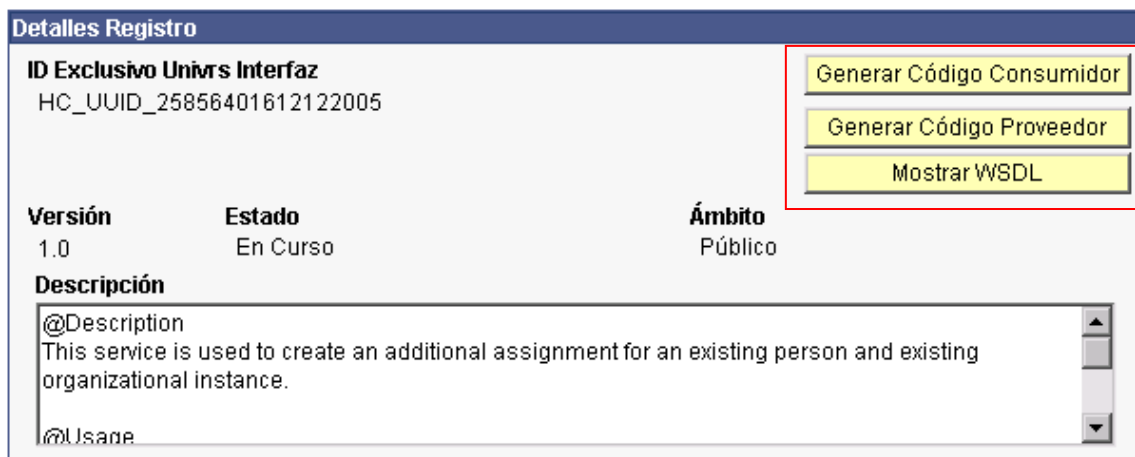 Detalles Registro
ID Exclusivo Univrs Interfaz
HC_UUID_25856401612122005
Generar Código Consumidor
Generar Código Proveedor
Mostrar WSDL
Versión Estado Ámbito
1.0 En Curso Público
Descripción
@Description
This service is used to create an additional assignment for an existing person and existing
organizational instance.
@Usage